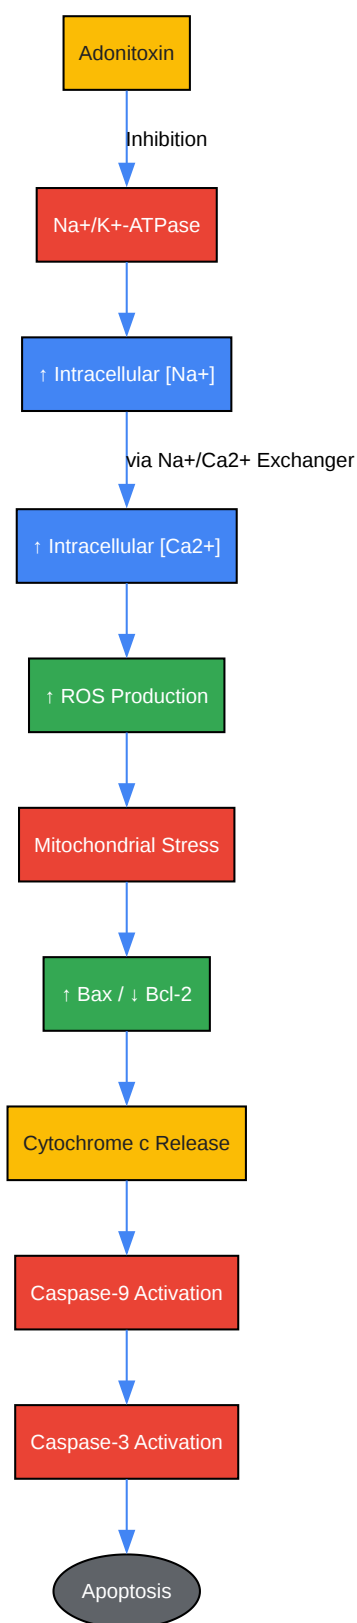 Adonitoxin
Inhibition
Na+/K+-ATPase
↑ Intracellular [Na+]
via Na+/Ca2+ Exchanger
↑ Intracellular [Ca2+]
↑ ROS Production
Mitochondrial Stress
↑ Bax / ↓ Bcl-2
Cytochrome c Release
Caspase-9 Activation
Caspase-3 Activation
Apoptosis